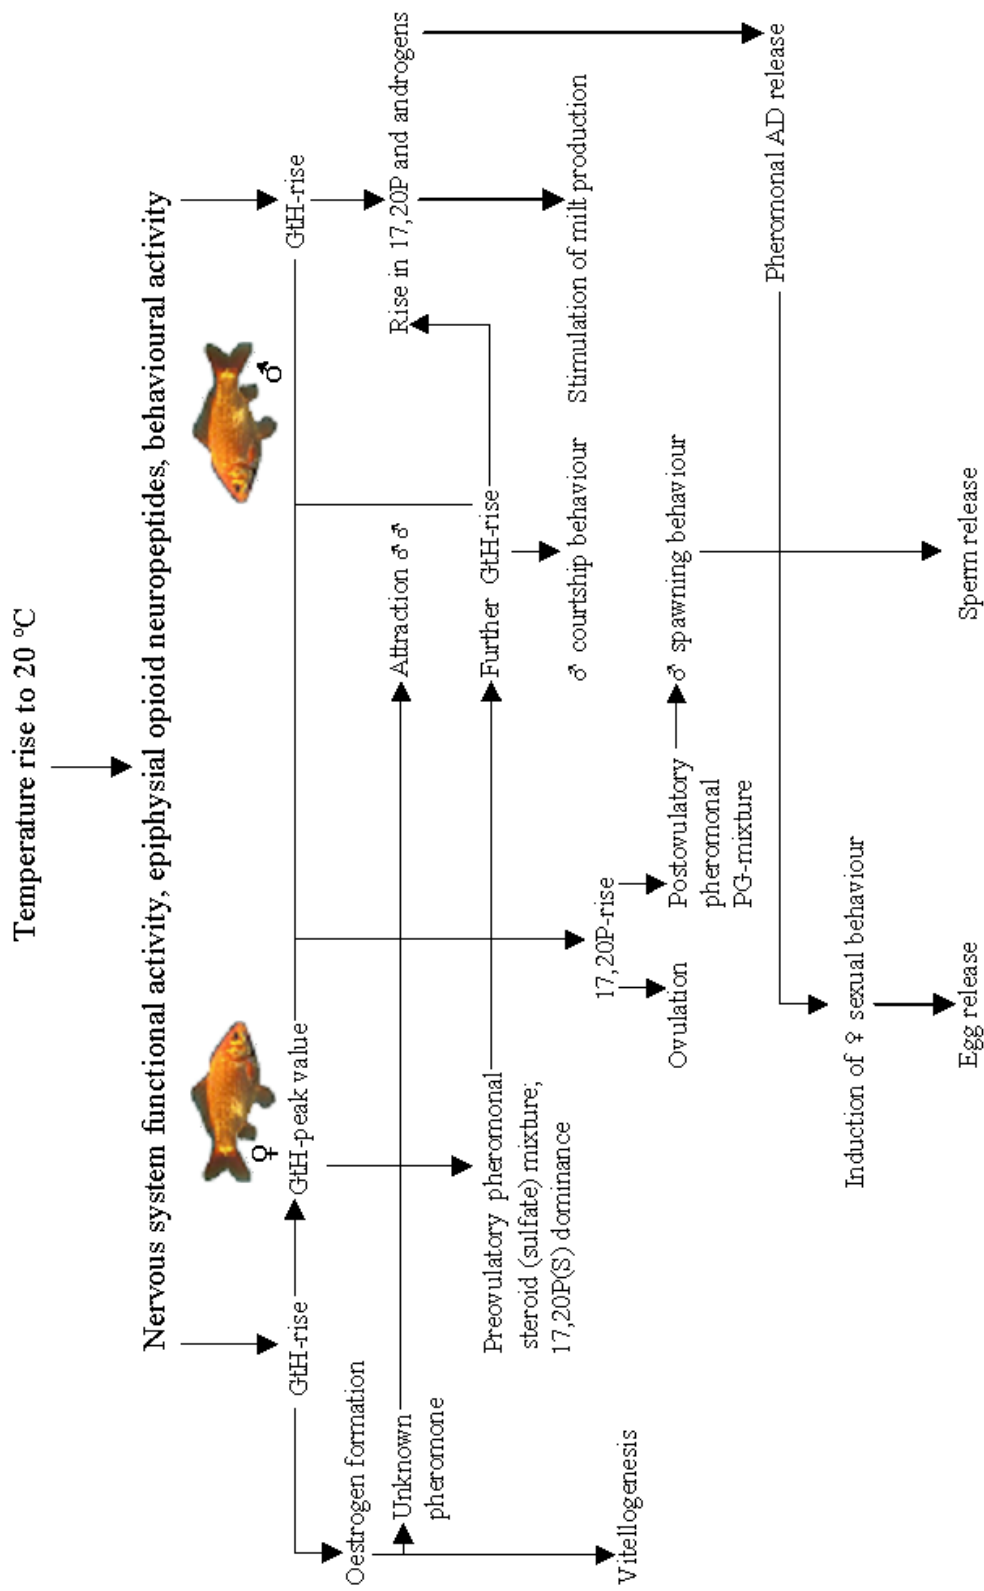 Temperature rise to 20 °C
Nervous system functional activity, epiphysial opioid neuropeptides, behavioural activity
♀
♂
GtH-rise
GtH-peak value
GtH-rise
Oestrogen formation
Unknown
pheromone
Attraction ♂♂
Rise in 17,20P and androgens
Preovulatory pheromonal
steroid (sulfate) mixture;
17,20P(S) dominance
Further GtH-rise
♂ courtship behaviour
Stimulation of milt production
Vitellogenesis
17,20P-rise
Ovulation
Postovulatory
pheromonal
PG-mixture
♂ spawning behaviour
Pheromonal AD release
Induction of ♀ sexual behaviour
Egg release
Sperm release